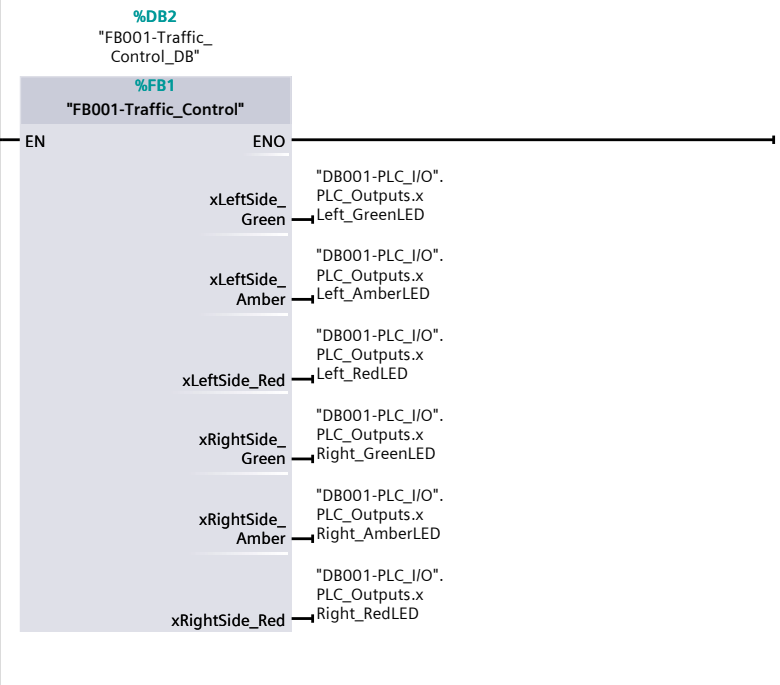 %DB2
"FB001-Traffic_
Control_DB"
%FB1
"FB001-Traffic_Control"
EN
ENO
xLeftSide_
Green
"DB001-PLC_I/O".
PLC_Outputs.x
Left_GreenLED
xLeftSide_
Amber
"DB001-PLC_I/O".
PLC_Outputs.x
Left_AmberLED
xLeftSide_Red
"DB001-PLC_I/O".
PLC_Outputs.x
Left_RedLED
xRightSide_
Green
"DB001-PLC_I/O".
PLC_Outputs.x
Right_GreenLED
xRightSide_
Amber
"DB001-PLC_I/O".
PLC_Outputs.x
Right_AmberLED
xRightSide_Red
"DB001-PLC_I/O".
PLC_Outputs.x
Right_RedLED